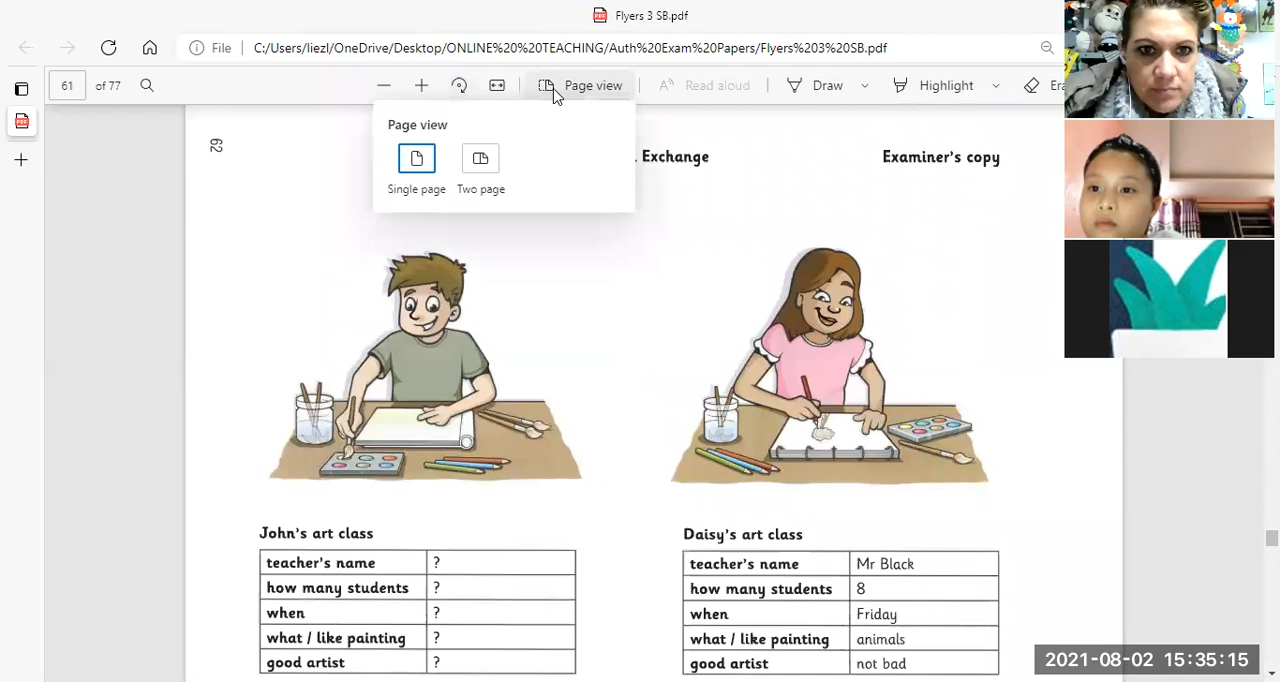 Flyers 3 SB.pdf
File
C:/Users/liezl/OneDrive/Desktop/ONLINE%20%20TEACHING/Auth%20Exam%20Papers/Flyers%203%20SB.pdf
61 of 77
Page view
Read aloud
Draw
Highlight
Era
Page view
Single page
Two page
62
Exchange
Examiner's copy
John's art class
teacher's name ?
how many students ?
when ?
what / like painting ?
good artist ?
Daisy's art class
teacher's name Mr Black
how many students 8
when Friday
what / like painting animals
good artist not bad
2021-08-02 15:35:15